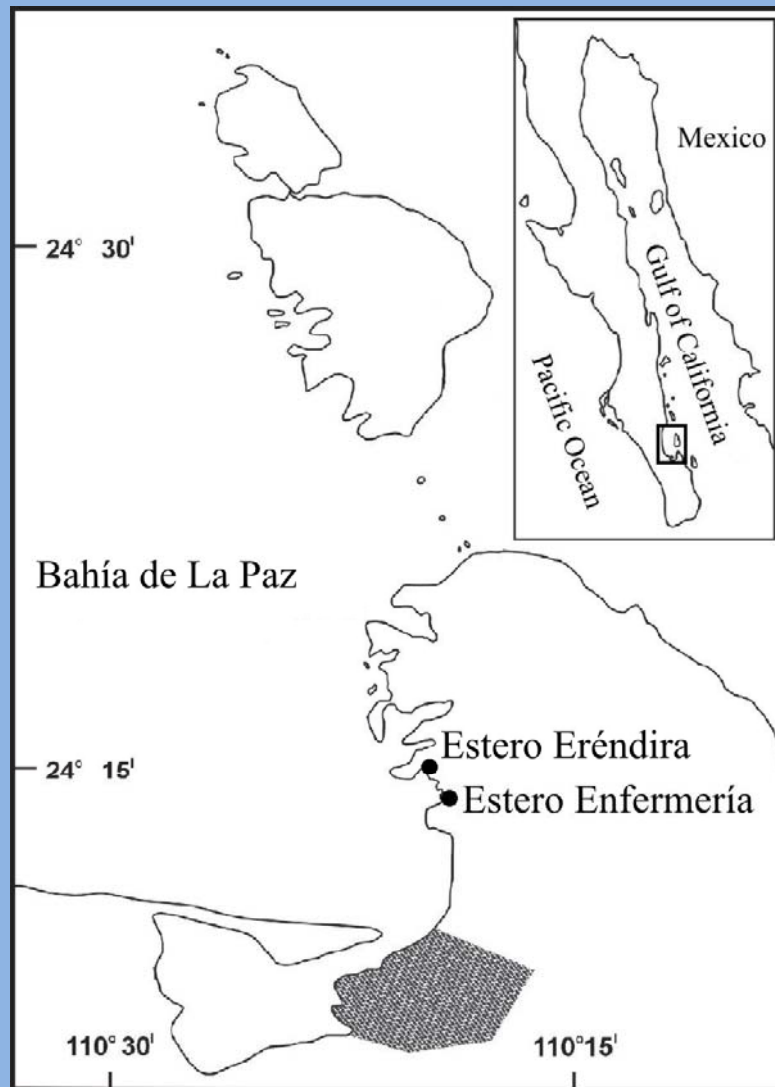 Mexico
Gulf of California
Pacific Ocean
24° 30'
Bahía de La Paz
Estero Eréndira
24° 15'
Estero Enfermería
110° 30'
110° 15'